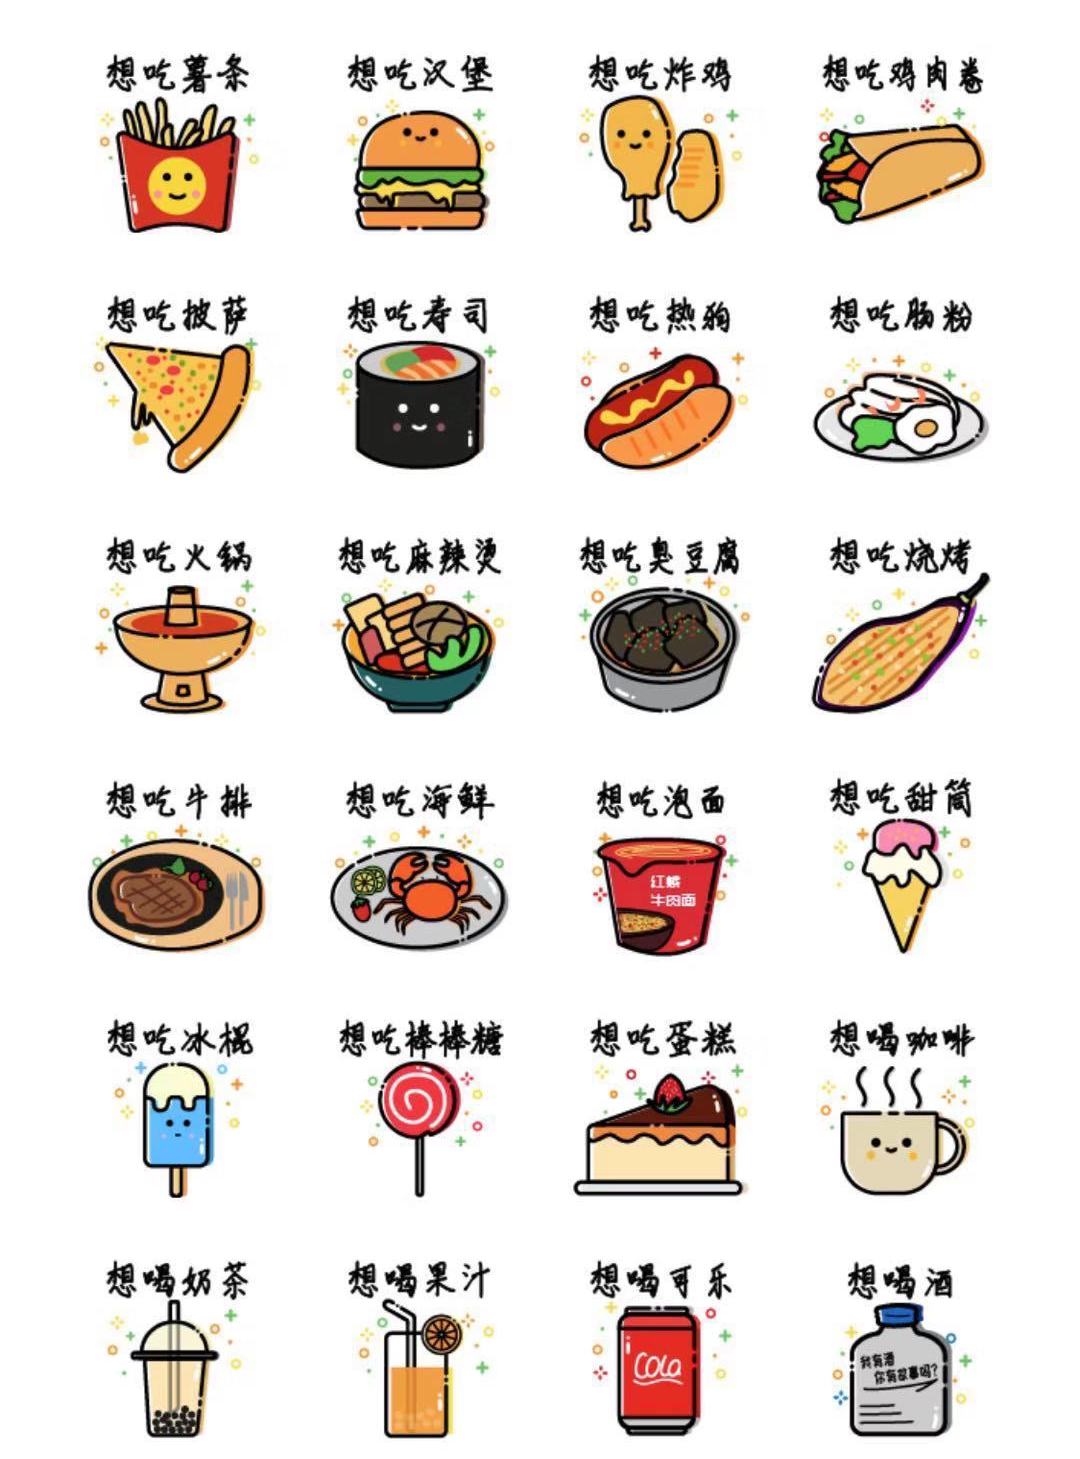 想吃薯条
想吃汉堡
想吃炸鸡
想吃鸡肉卷
想吃披萨
想吃寿司
想吃热狗
想吃肠粉
想吃火锅
想吃麻辣烫
想吃臭豆腐
想吃烧烤
想吃牛排
想吃海鲜
想吃泡面
红烧
牛肉面
想吃甜筒
想吃冰棍
想吃棒棒糖
想吃蛋糕
想喝咖啡
想喝奶茶
想喝果汁
想喝可乐
Cola
想喝酒
我有酒
你有故事吗?